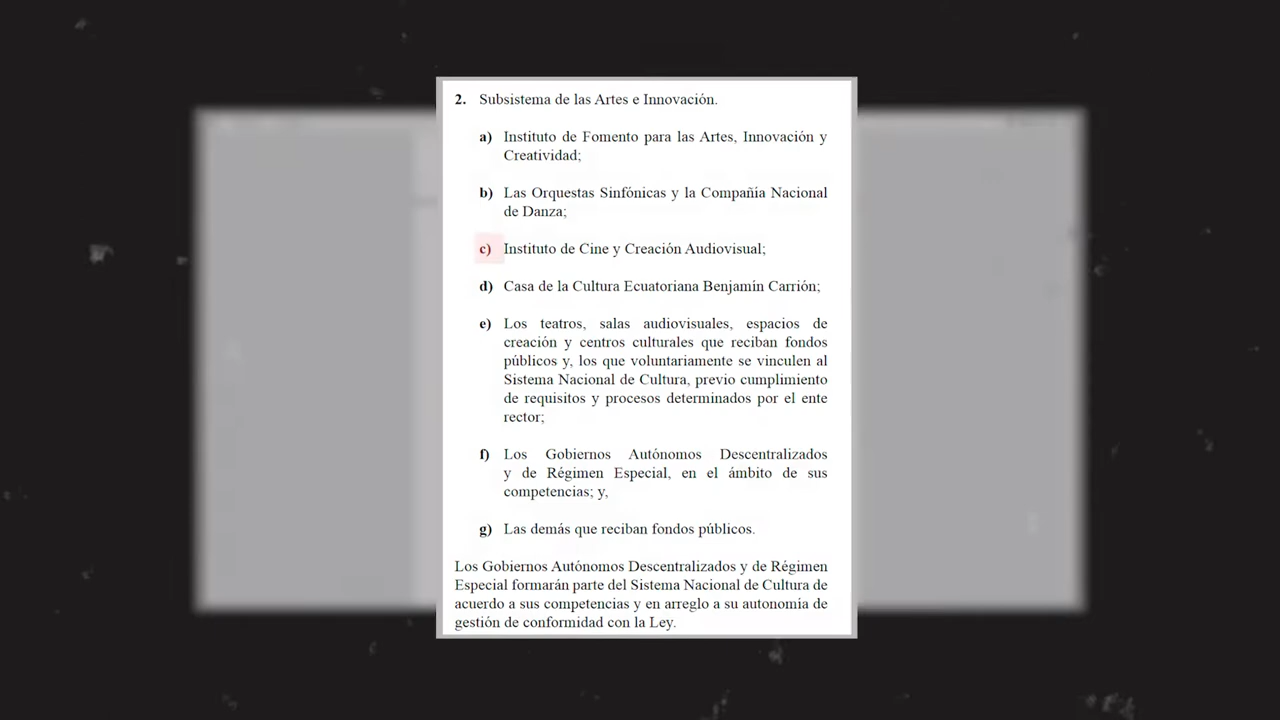 2. Subsistema de las Artes e Innovación.
a) Instituto de Fomento para las Artes, Innovación y
Creatividad;
b) Las Orquestas Sinfónicas y la Compañía Nacional
de Danza;
c) Instituto de Cine y Creación Audiovisual;
d) Casa de la Cultura Ecuatoriana Benjamín Carrión;
e) Los teatros, salas audiovisuales, espacios de
creación y centros culturales que reciban fondos
públicos y, los que voluntariamente se vinculen al
Sistema Nacional de Cultura, previo cumplimiento
de requisitos y procesos determinados por el ente
rector;
f) Los Gobiernos Autónomos Descentralizados
y de Régimen Especial, en el ámbito de sus
competencias; y,
g) Las demás que reciban fondos públicos.
Los Gobiernos Autónomos Descentralizados y de Régimen
Especial formarán parte del Sistema Nacional de Cultura de
acuerdo a sus competencias y en arreglo a su autonomía de
gestión de conformidad con la Ley.